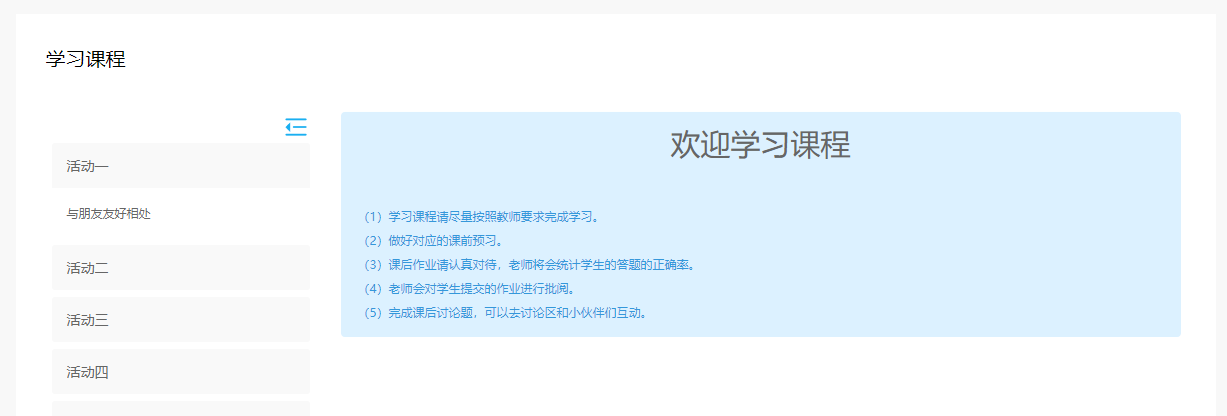 学习课程
活动一
与朋友友好相处
活动二
活动三
活动四
欢迎学习课程
（1）学习课程请尽量按照教师要求完成学习。
（2）做好对应的课前预习。
（3）课后作业请认真对待，老师将会统计学生的答题的正确率。
（4）老师会对学生提交的作业进行批阅。
（5）完成课后讨论题，可以去讨论区和小伙伴们互动。